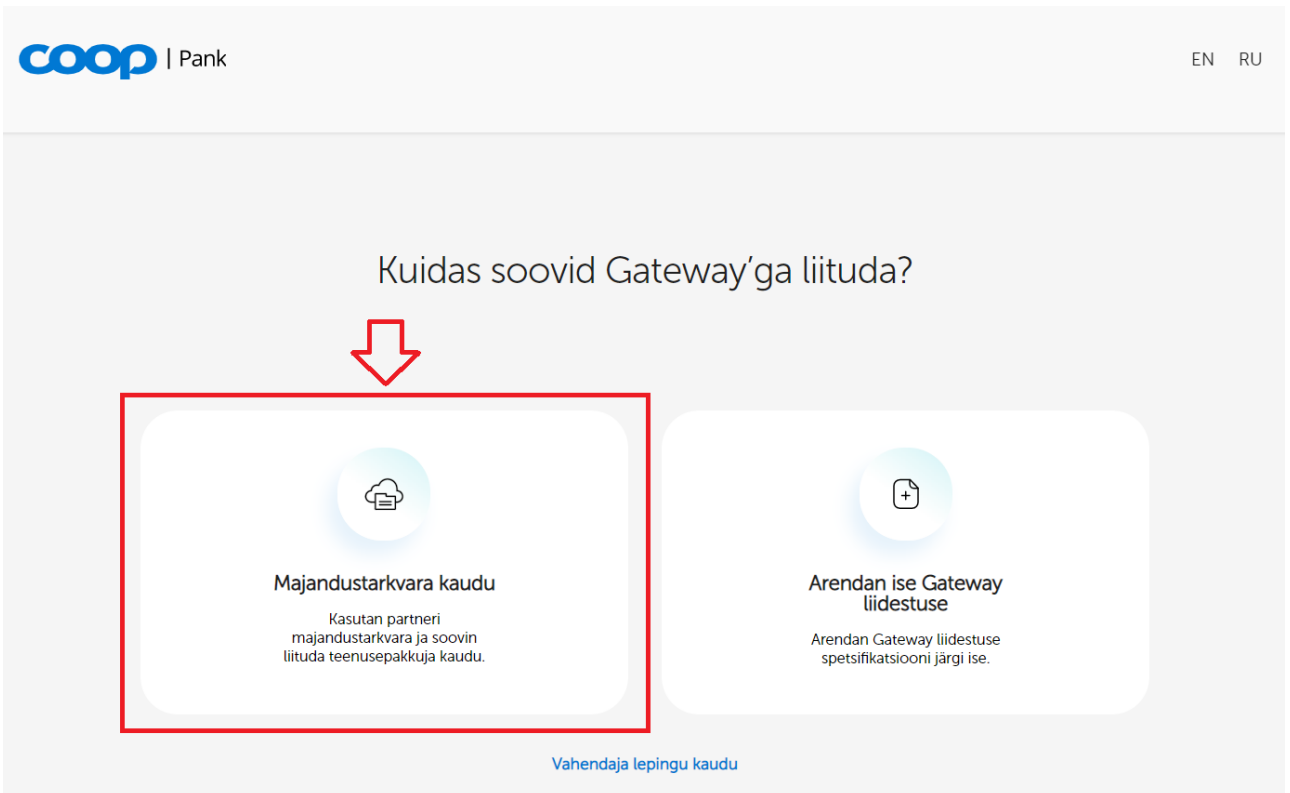 coop | Pank
EN RU
Kuidas soovid Gateway’ga liituda?
Majandustarkvara kaudu
Kasutan partneri
majandustarkvara ja soovin
liituda teenusepakkuja kaudu.
Arendan ise Gateway
liidestuse
Arendan Gateway liidestuse
spetsifikatsiooni järgi ise.
Vahendaja lepingu kaudu